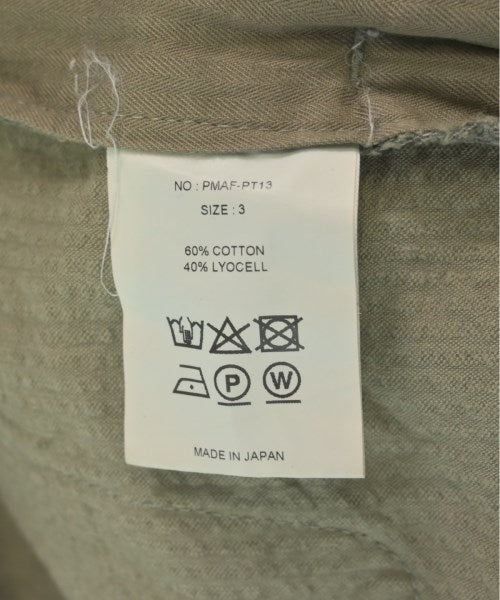 NO : PMAF-PT13
SIZE : 3
60% COTTON
40% LYOCELL
P W
MADE IN JAPAN